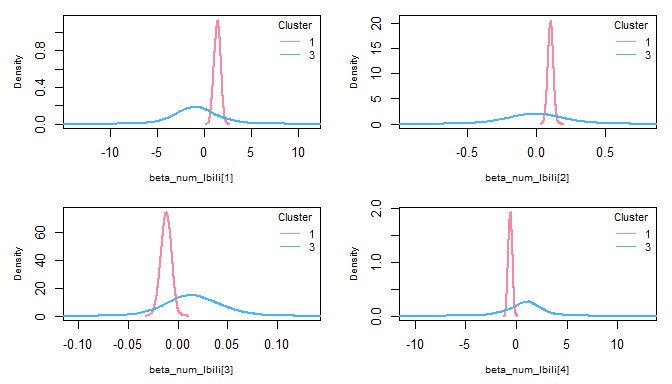 Cluster
1
3
Density
0.0 0.4 0.8
-10 -5 0 5 10
beta_num_lbili[1]
Cluster
1
3
Density
0 5 10 15 20
-0.5 0.0 0.5
beta_num_lbili[2]
Cluster
1
3
Density
0 20 40 60
-0.10 -0.05 0.00 0.05 0.10
beta_num_lbili[3]
Cluster
1
3
Density
0.0 1.0 2.0
-10 -5 0 5 10
beta_num_lbili[4]